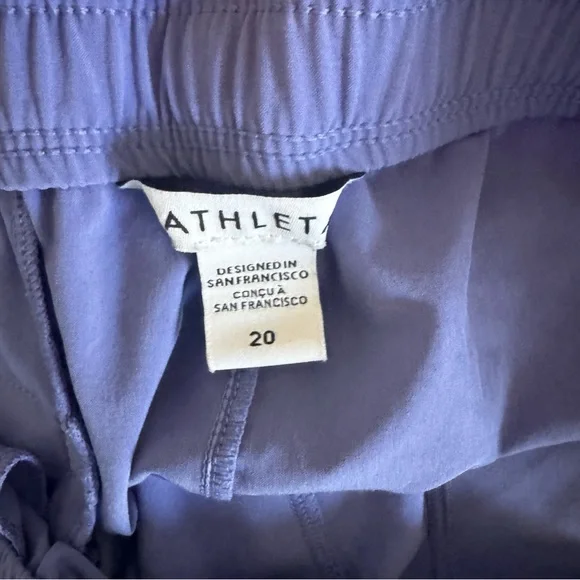 ATHLETA
DESIGNED IN
SAN FRANCISCO
CONÇU À
SAN FRANCISCO
20